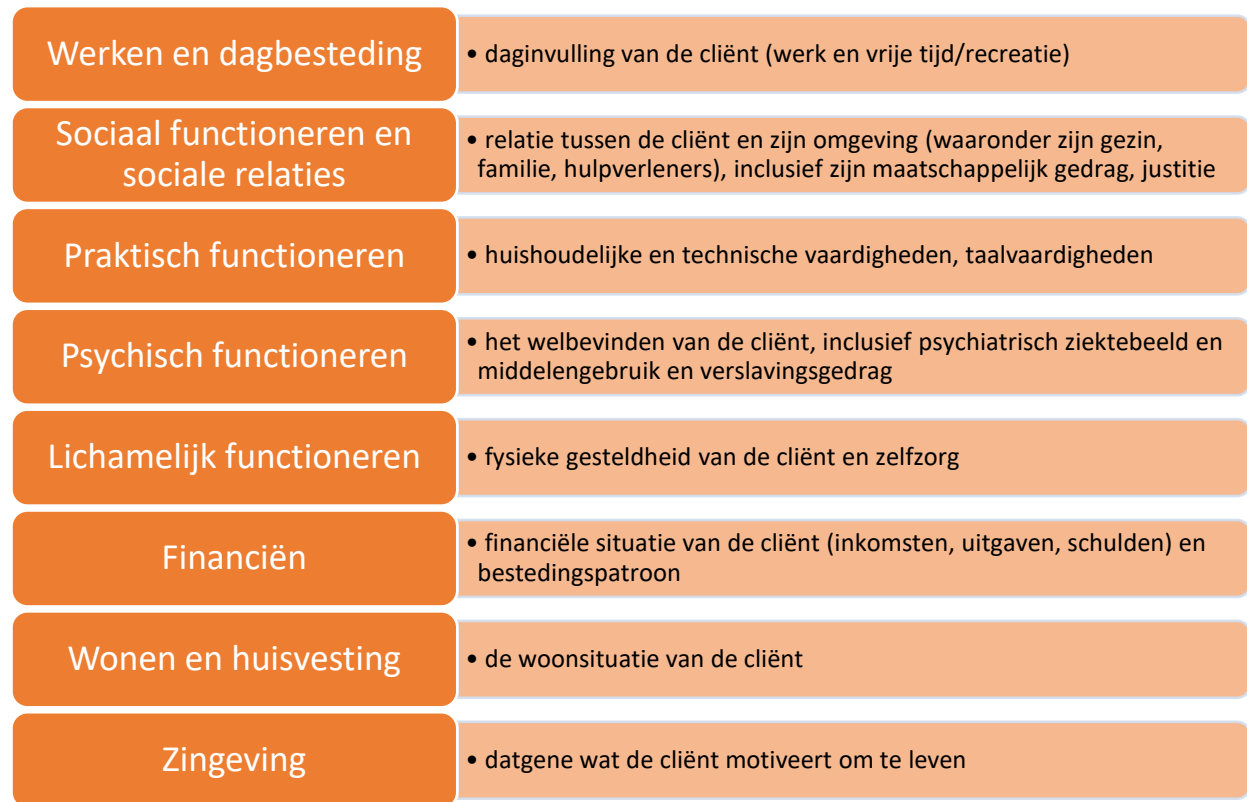 Werken en dagbesteding
• daginvulling van de cliënt (werk en vrije tijd/recreatie)
Sociaal functioneren en
sociale relaties
• relatie tussen de cliënt en zijn omgeving (waaronder zijn gezin,
familie, hulpverleners), inclusief zijn maatschappelijk gedrag, justitie
Praktisch functioneren
• huishoudelijke en technische vaardigheden, taalvaardigheden
Psychisch functioneren
• het welbevinden van de cliënt, inclusief psychiatrisch ziektebeeld en
middelengebruik en verslavingsgedrag
Lichamelijk functioneren
• fysieke gesteldheid van de cliënt en zelfzorg
Financiën
• financiële situatie van de cliënt (inkomsten, uitgaven, schulden) en
bestedingspatroon
Wonen en huisvesting
• de woonsituatie van de cliënt
Zingeving
• datgene wat de cliënt motiveert om te leven